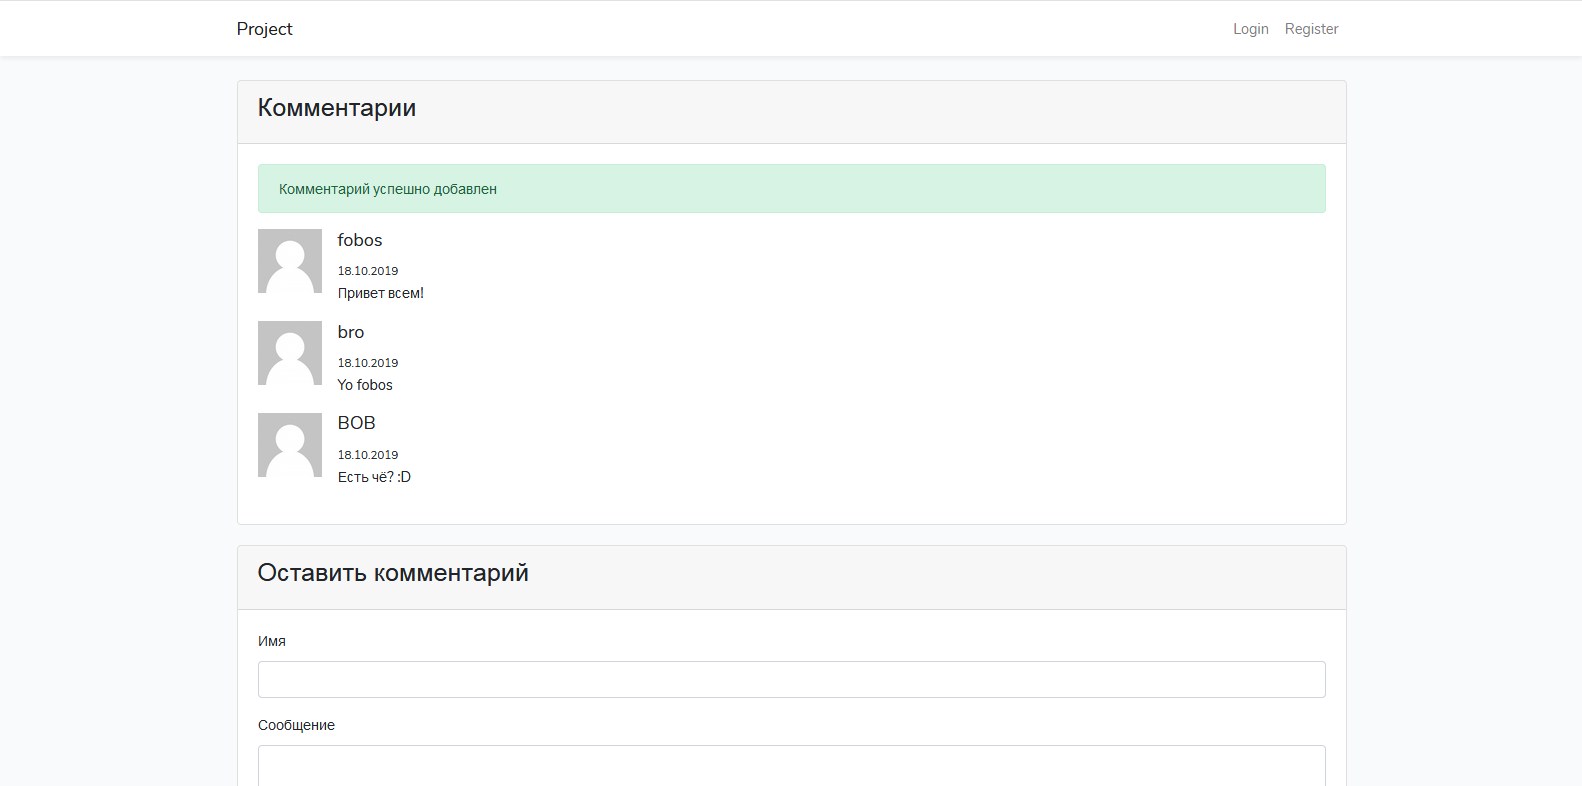 Project
Login Register
Комментарии
Комментарий успешно добавлен
fobos
18.10.2019
Привет всем!
bro
18.10.2019
Yo fobos
BOB
18.10.2019
Есть чё? :D
Оставить комментарий
Имя
Сообщение